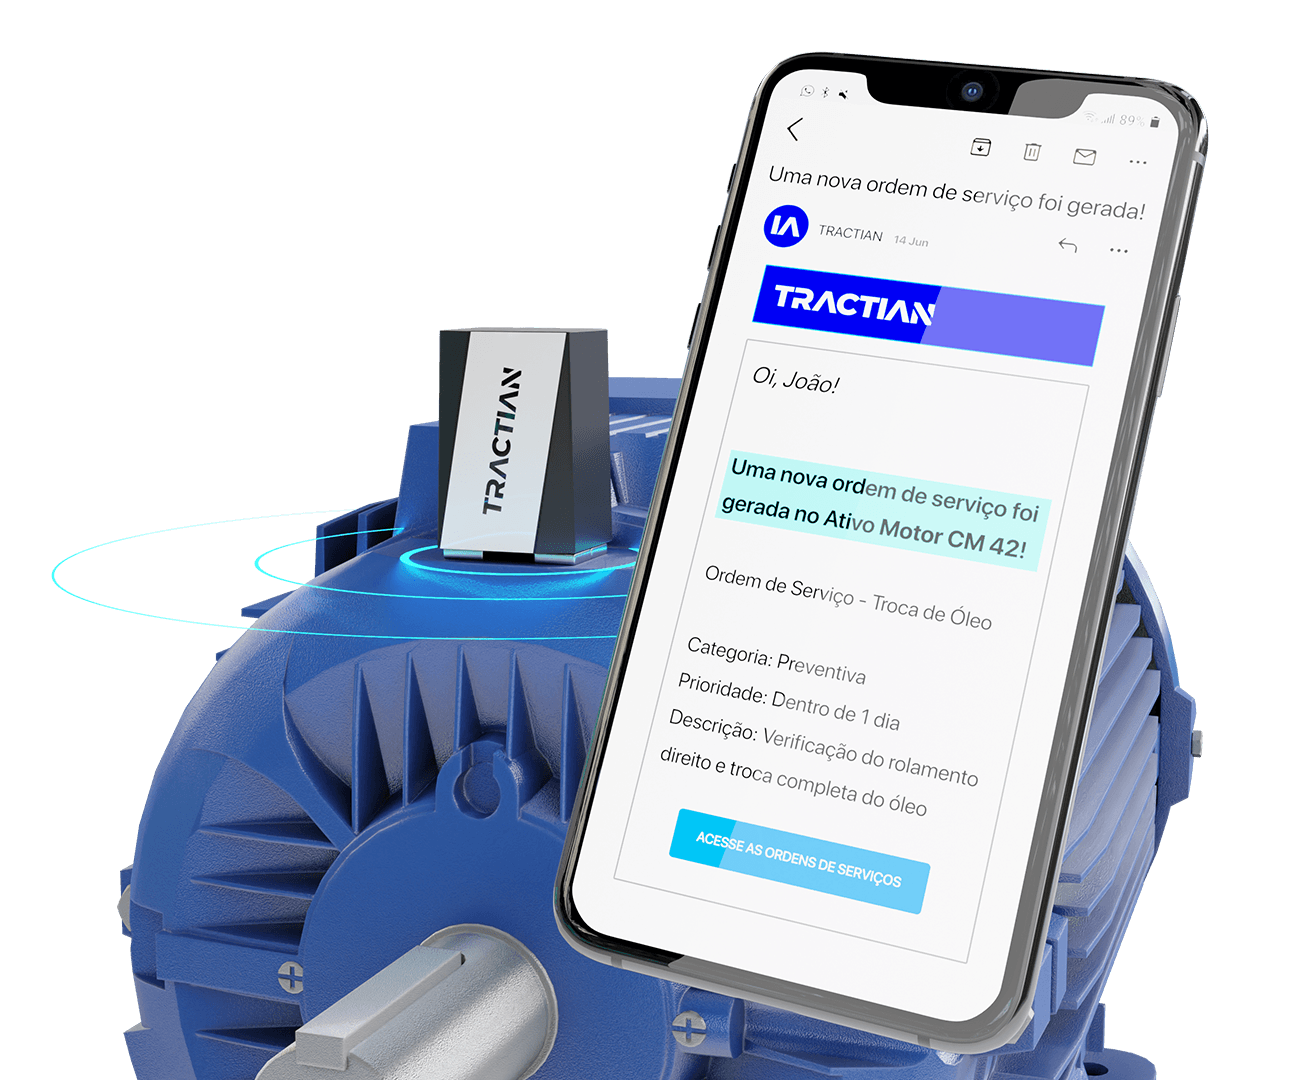 89%
Uma nova ordem de serviço foi gerada!
IA TRACTIAN 14 Jun
TRACTIAN
Oi, João!
Uma nova ordem de serviço foi
gerada no Ativo Motor CM 42!
Ordem de Serviço - Troca de Óleo
Categoria: Preventiva
Prioridade: Dentro de 1 dia
Descrição: Verificação do rolamento
direito e troca completa do óleo
ACESSE AS ORDENS DE SERVIÇOS
TRACTIAN